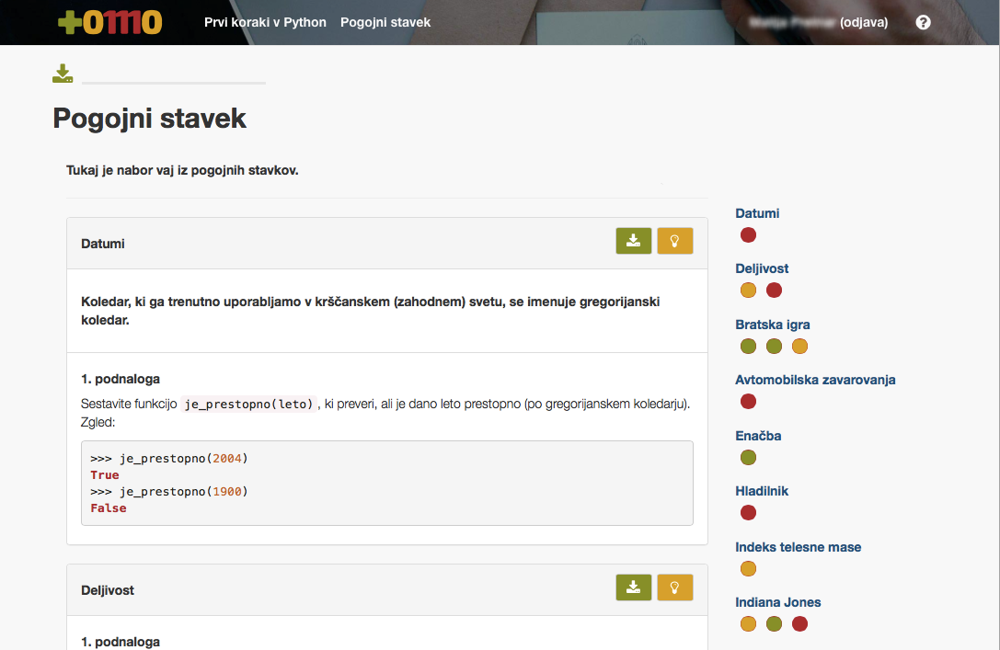 +01110
Prvi koraki v Python
Pogojni stavek
(odjava)
?
Pogojni stavek
Tukaj je nabor vaj iz pogojnih stavkov.
Datumi
Koledar, ki ga trenutno uporabljamo v krščanskem (zahodnem) svetu, se imenuje gregorijanski
koledar.
1. podnaloga
Sestavite funkcijo je_prestopno(leto) , ki preveri, ali je dano leto prestopno (po gregorijanskem koledarju).
Zgled:
>>> je_prestopno(2004)
True
>>> je_prestopno(1900)
False
Deljivost
1. podnaloga
Datumi
Deljivost
Bratska igra
Avtomobilska zavarovanja
Enačba
Hladilnik
Indeks telesne mase
Indiana Jones